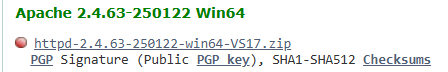 Apache 2.4.63-250122 Win64
httpd-2.4.63-250122-win64-VS17.zip
PGP Signature (Public PGP key), SHA1-SHA512 Checksums